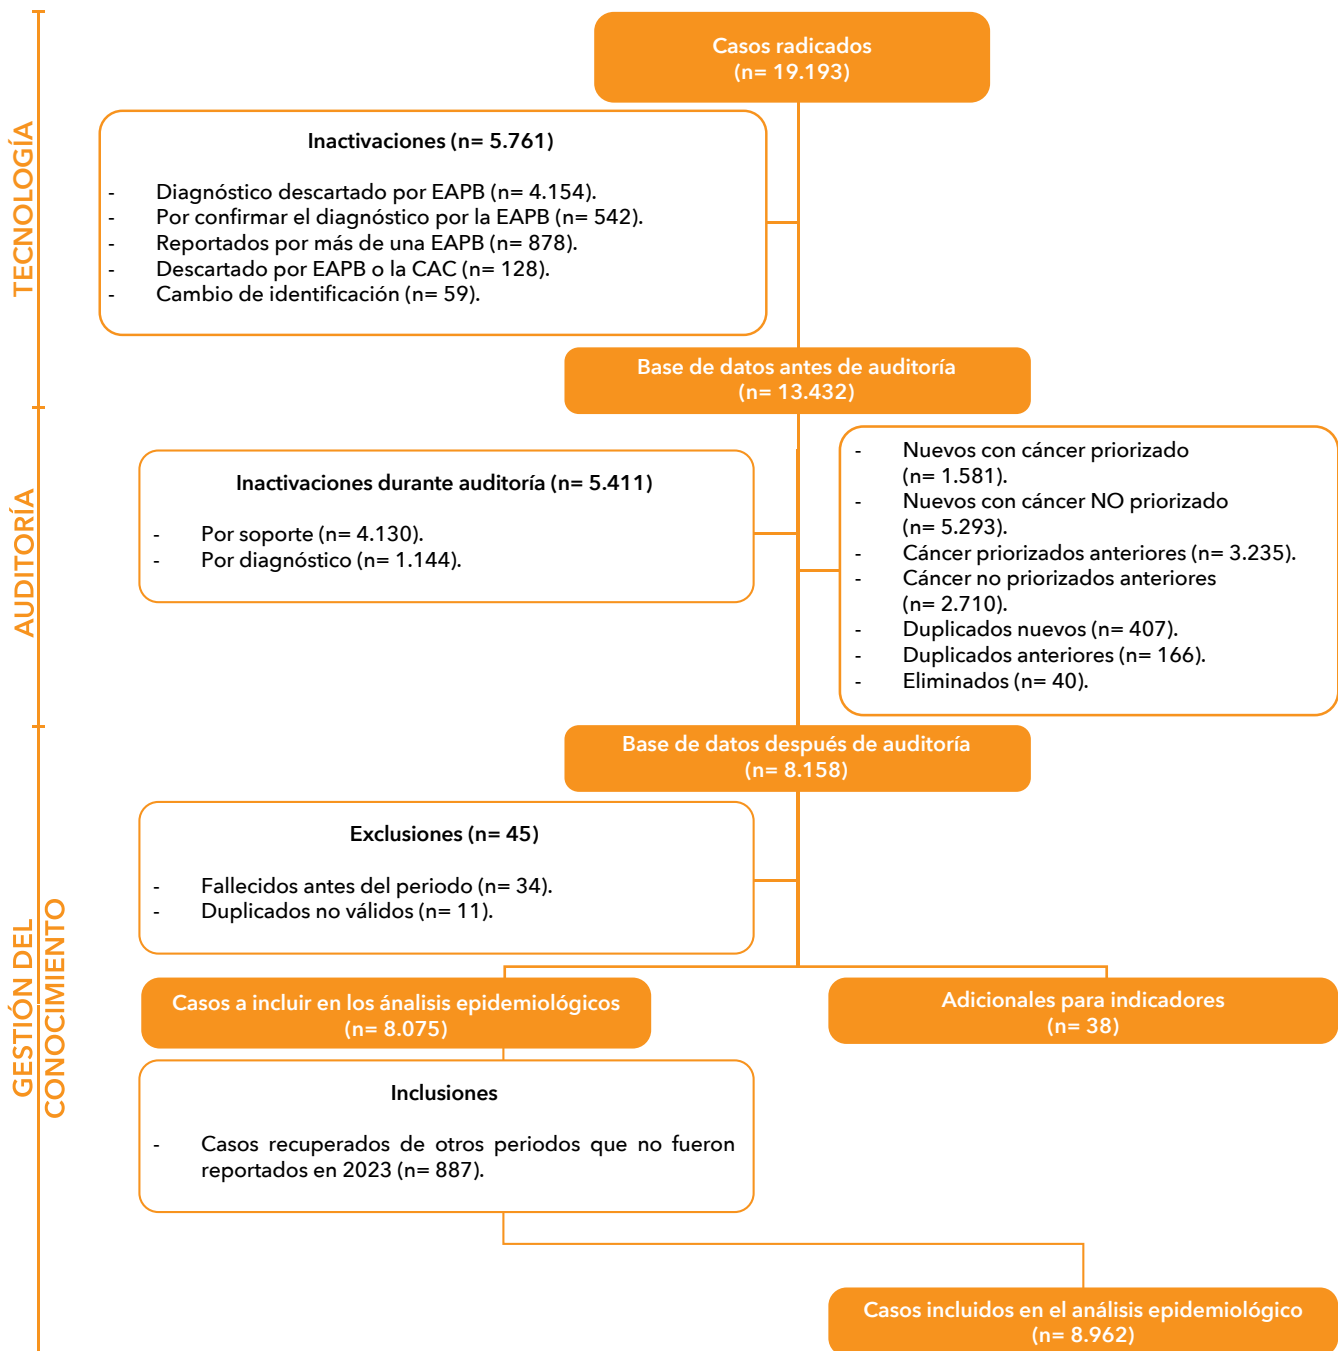 TECNOLOGÍA
Casos radicados
(n= 19.193)
Inactivaciones (n= 5.761)
- Diagnóstico descartado por EAPB (n= 4.154).
- Por confirmar el diagnóstico por la EAPB (n= 542).
- Reportados por más de una EAPB (n= 878).
- Descartado por EAPB o la CAC (n= 128).
- Cambio de identificación (n= 59).
Base de datos antes de auditoría
(n= 13.432)
AUDITORÍA
Inactivaciones durante auditoría (n= 5.411)
- Por soporte (n= 4.130).
- Por diagnóstico (n= 1.144).
- Nuevos con cáncer priorizado
(n= 1.581).
- Nuevos con cáncer NO priorizado
(n= 5.293).
- Cáncer priorizados anteriores (n= 3.235).
- Cáncer no priorizados anteriores
(n= 2.710).
- Duplicados nuevos (n= 407).
- Duplicados anteriores (n= 166).
- Eliminados (n= 40).
Base de datos después de auditoría
(n= 8.158)
GESTIÓN DEL
CONOCIMIENTO
Exclusiones (n= 45)
- Fallecidos antes del periodo (n= 34).
- Duplicados no válidos (n= 11).
Casos a incluir en los ánalisis epidemiológicos
(n= 8.075)
Adicionales para indicadores
(n= 38)
Inclusiones
- Casos recuperados de otros periodos que no fueron
reportados en 2023 (n= 887).
Casos incluidos en el análisis epidemiológico
(n= 8.962)